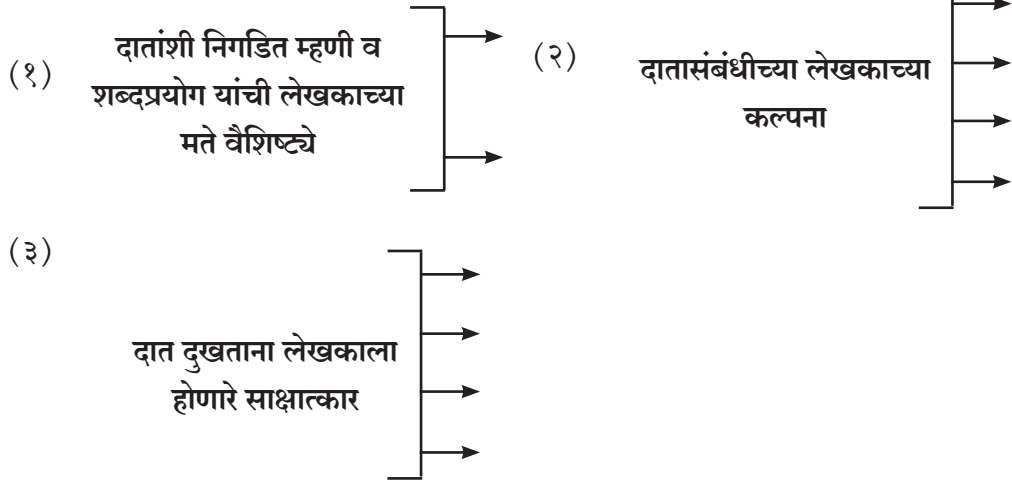 (१)
दातांशी निगडित म्हणी व
शब्दप्रयोग यांची लेखकाच्या
मते वैशिष्ट्ये
(२)
दातासंबंधीच्या लेखकाच्या
कल्पना
(३)
दात दुखताना लेखकाला
होणारे साक्षात्कार